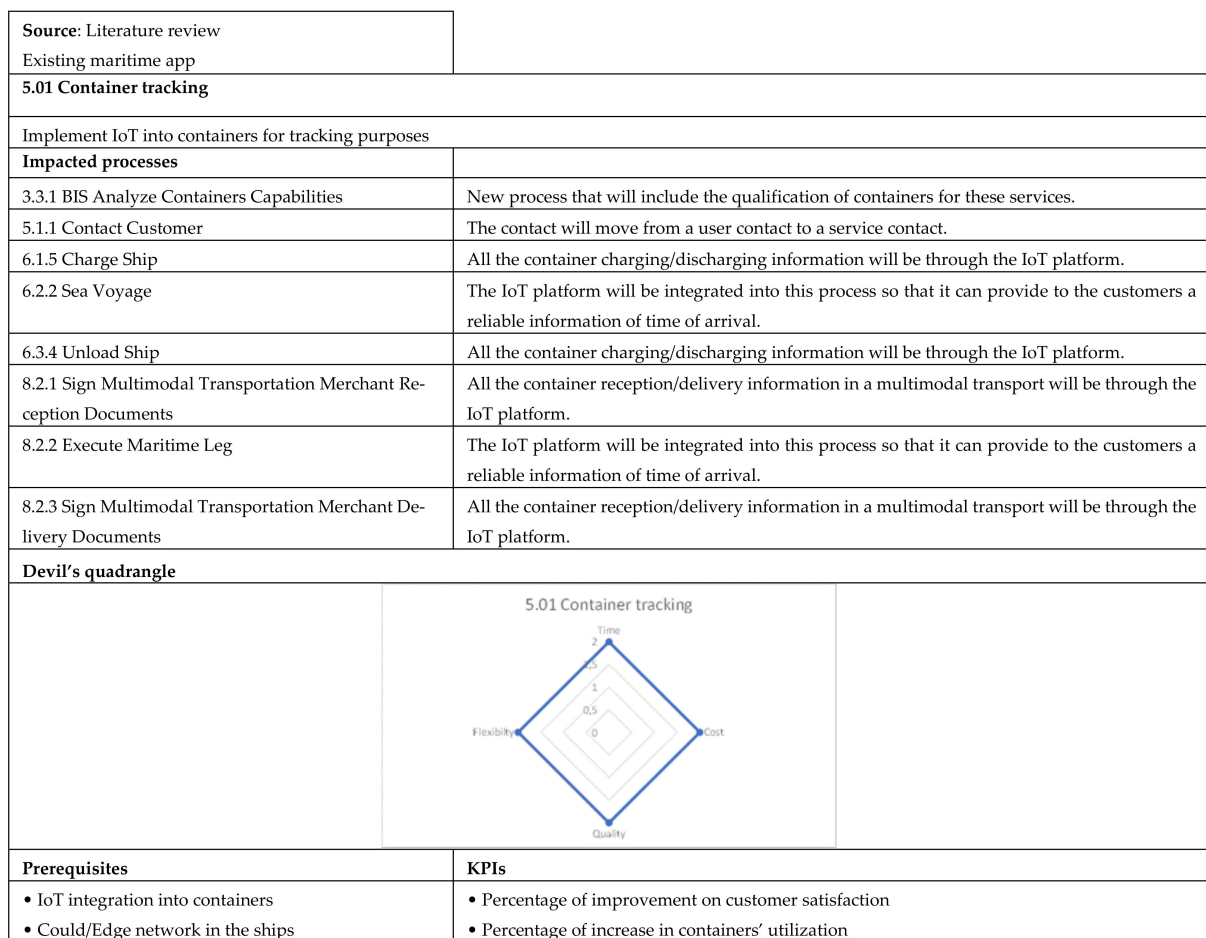 Source: Literature review
Existing maritime app
5.01 Container tracking
Implement IoT into containers for tracking purposes
Impacted processes
3.3.1 BIS Analyze Containers Capabilities
New process that will include the qualification of containers for these services.
5.1.1 Contact Customer
The contact will move from a user contact to a service contact.
6.1.5 Charge Ship
All the container charging/discharging information will be through the IoT platform.
6.2.2 Sea Voyage
The IoT platform will be integrated into this process so that it can provide to the customers a
reliable information of time of arrival.
6.3.4 Unload Ship
All the container charging/discharging information will be through the IoT platform.
8.2.1 Sign Multimodal Transportation Merchant Re-
ception Documents
All the container reception/delivery information in a multimodal transport will be through the
IoT platform.
8.2.2 Execute Maritime Leg
The IoT platform will be integrated into this process so that it can provide to the customers a
reliable information of time of arrival.
8.2.3 Sign Multimodal Transportation Merchant De-
livery Documents
All the container reception/delivery information in a multimodal transport will be through the
IoT platform.
Devil's quadrangle
5.01 Container tracking
Time
2
1,5
1
0,5
0
Flexibilty
Cost
Quality
Prerequisites
KPIs
• IoT integration into containers
• Percentage of improvement on customer satisfaction
• Could/Edge network in the ships
• Percentage of increase in containers' utilization